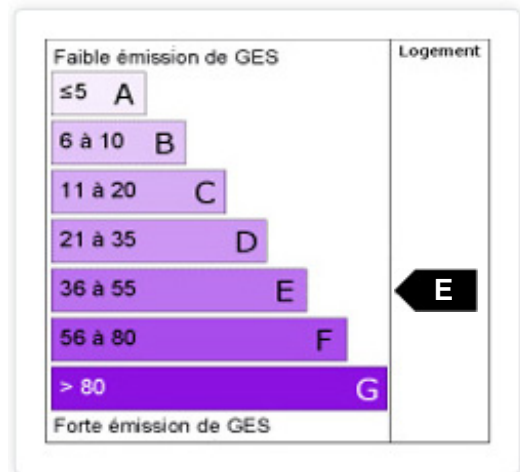 Faible émission de GES
Logement
≤5 A
6 à 10 B
11 à 20 C
21 à 35 D
36 à 55 E
E
56 à 80 F
> 80 G
Forte émission de GES